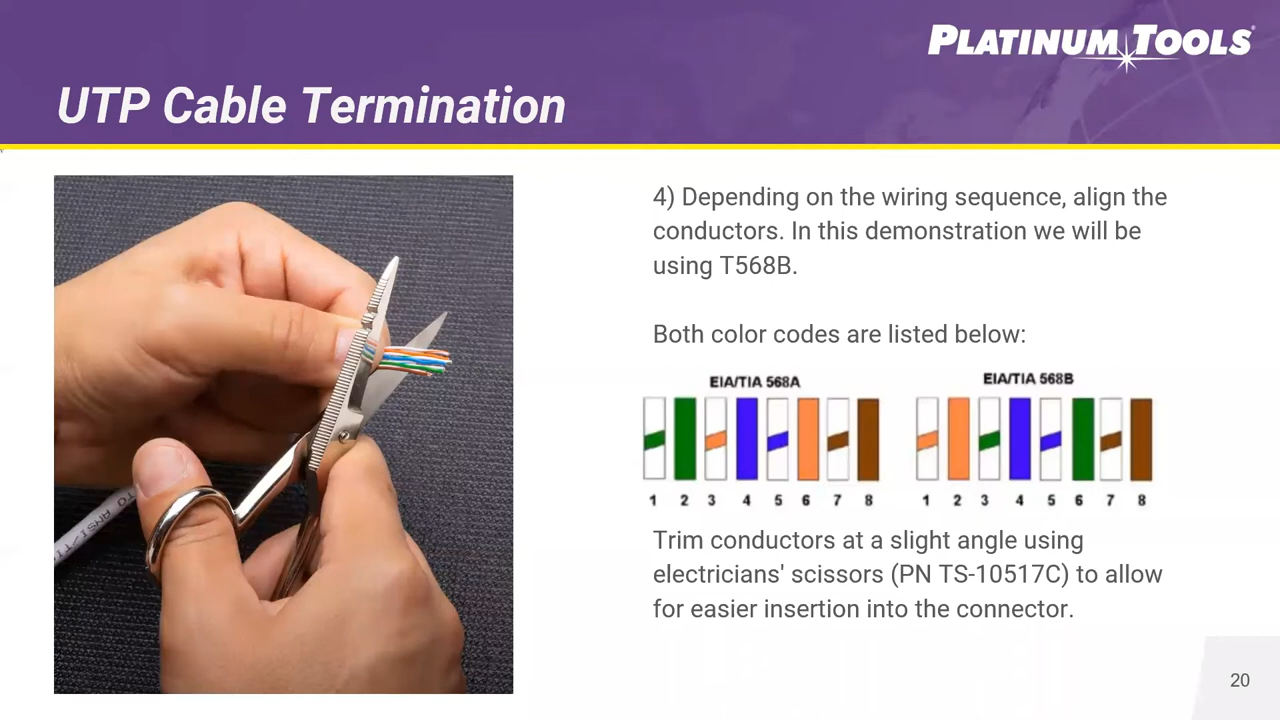 PLATINUM TOOLS
UTP Cable Termination
4) Depending on the wiring sequence, align the
conductors. In this demonstration we will be
using T568B.
Both color codes are listed below:
EIA/TIA 568A
1 2 3 4 5 6 7 8
EIA/TIA 568B
1 2 3 4 5 6 7 8
Trim conductors at a slight angle using
electricians' scissors (PN TS-10517C) to allow
for easier insertion into the connector.
TO ANSI/TI
20